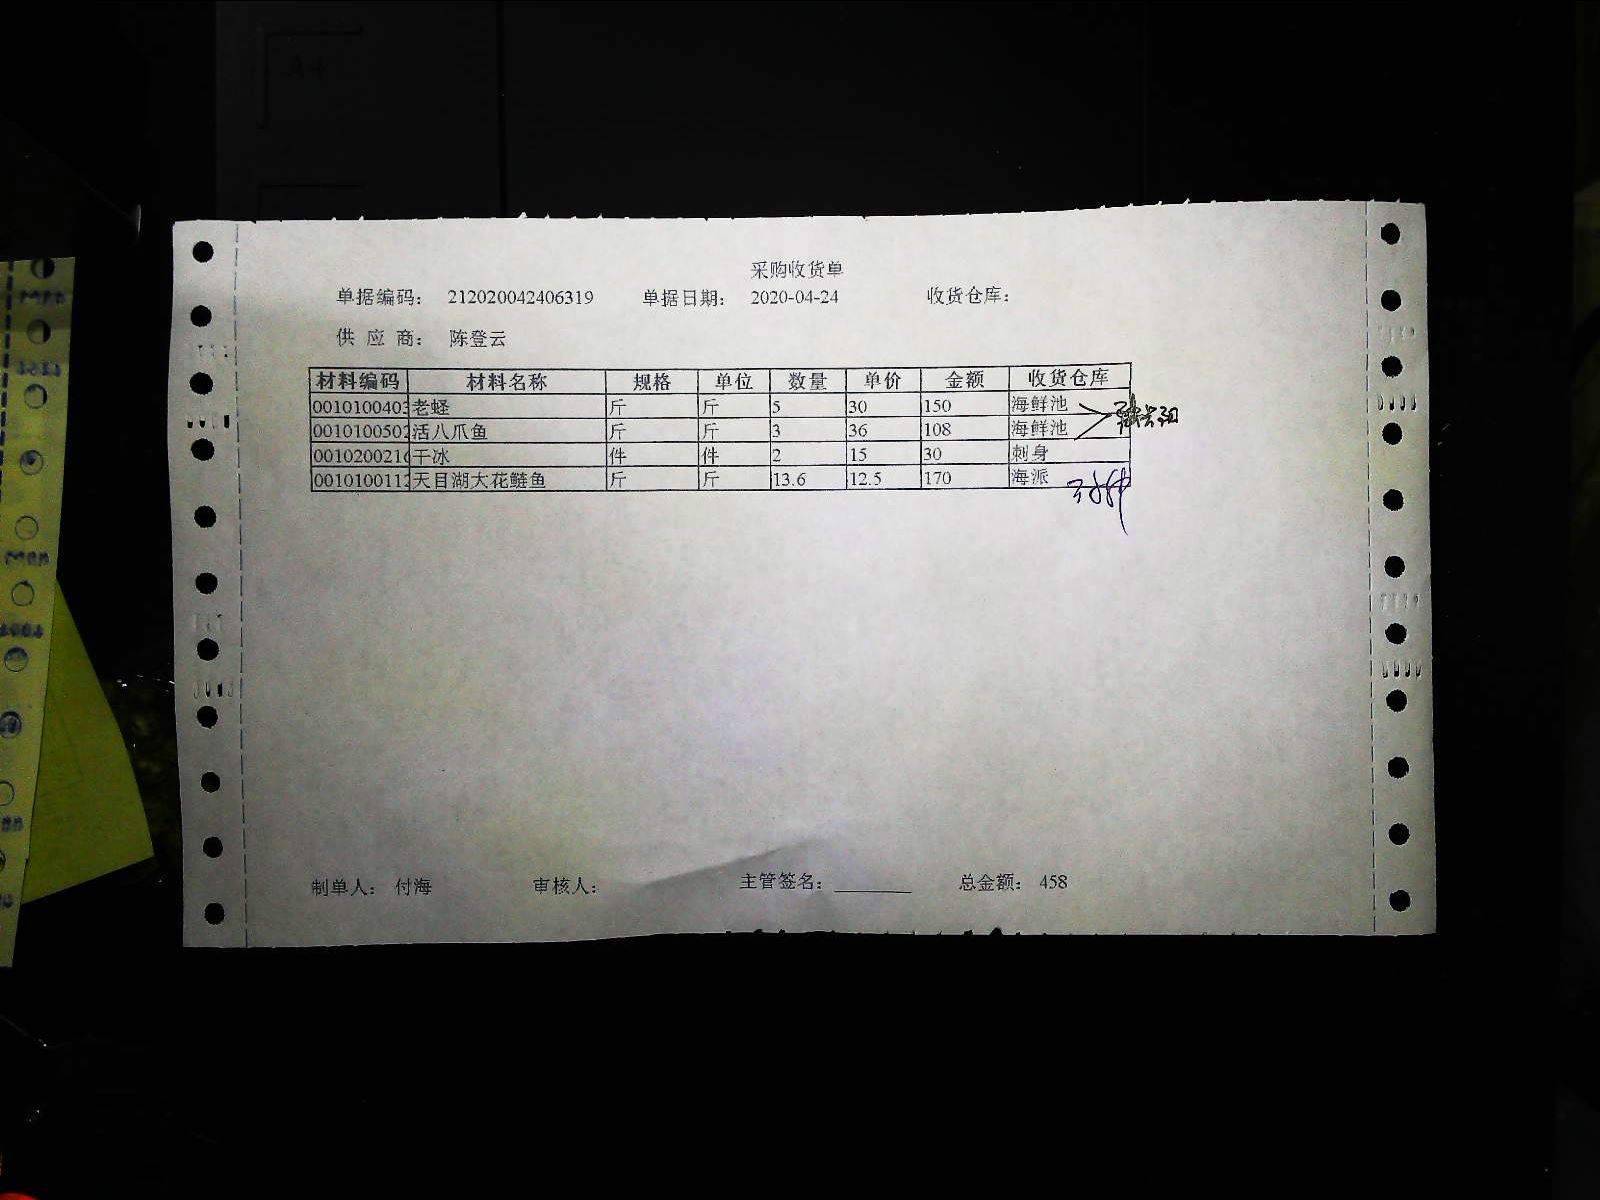 采购收货单
单据编码： 212020042406319 单据日期： 2020-04-24 收货仓库：
供 应 商： 陈登云
材料编码 材料名称 规格 单位 数量 单价 金额 收货仓库
0010100403 老蛏 斤 斤 5 30 150 海鲜池
0010100502 活八爪鱼 斤 斤 3 36 108 海鲜池
001020021 干冰 件 件 2 15 30 刺身
0010100112 天目湖大花鲢鱼 斤 斤 13.6 12.5 170 海派
制单人： 付海 审核人： 主管签名： 总金额： 458